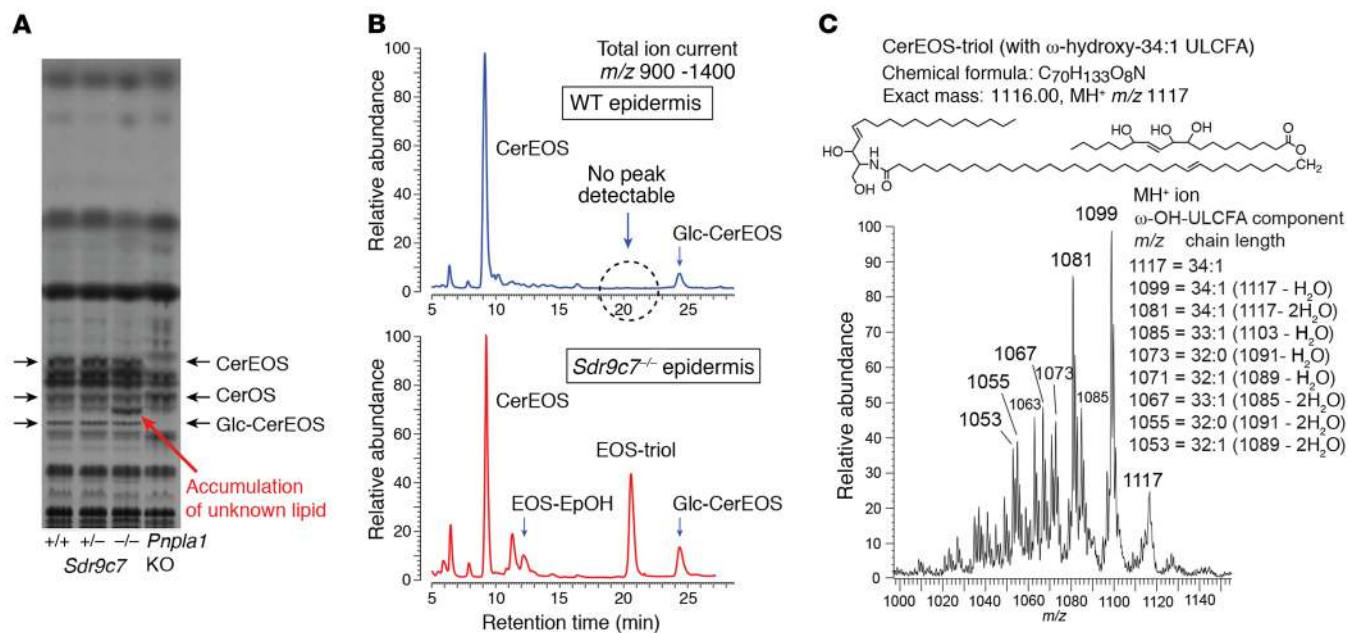 A
CerEOS
CerOS
Glc-CerEOS
Accumulation
of unknown lipid
+/+ +/– –/– Pnpla1
Sdr9c7 KO
B
Total ion current
m/z 900 -1400
WT epidermis
CerEOS
No peak
detectable
Glc-CerEOS
Relative abundance
100
80
60
40
20
0
5 10 15 20 25
Sdr9c7–/– epidermis
CerEOS
EOS-triol
EOS-EpOH
Glc-CerEOS
Relative abundance
100
80
60
40
20
0
5 10 15 20 25
Retention time (min)
C
CerEOS-triol (with ω-hydroxy-34:1 ULCFA)
Chemical formula: C70H133O8N
Exact mass: 1116.00, MH+ m/z 1117
OH OH OH O
HO H O
N CH2
OH O
MH+ ion
ω-OH-ULCFA component
m/z chain length
1117 = 34:1
1099 = 34:1 (1117 - H2O)
1081 = 34:1 (1117- 2H2O)
1085 = 33:1 (1103 - H2O)
1073 = 32:0 (1091- H2O)
1071 = 32:1 (1089 - H2O)
1067 = 33:1 (1085 - 2H2O)
1055 = 32:0 (1091 - 2H2O)
1053 = 32:1 (1089 - 2H2O)
1099
1081
1067
1073
1085
1055
1063
1053
1117
Relative abundance
100
90
80
70
60
50
40
30
20
10
0
1000 1020 1040 1060 1080 1100 1120 1140
m/z